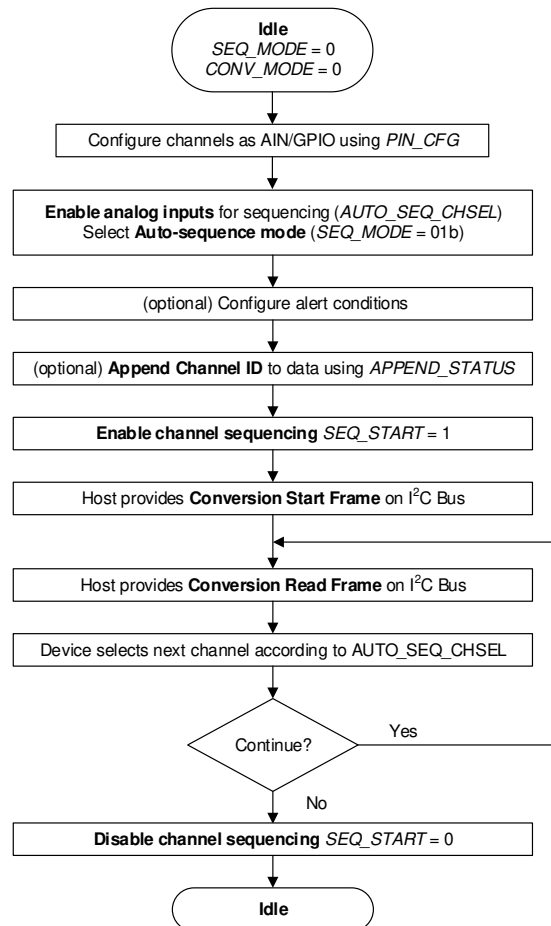 Idle
SEQ_MODE = 0
CONV_MODE = 0
Configure channels as AIN/GPIO using PIN_CFG
Enable analog inputs for sequencing (AUTO_SEQ_CHSEL)
Select Auto-sequence mode (SEQ_MODE = 01b)
(optional) Configure alert conditions
(optional) Append Channel ID to data using APPEND_STATUS
Enable channel sequencing SEQ_START = 1
Host provides Conversion Start Frame on I²C Bus
Host provides Conversion Read Frame on I²C Bus
Device selects next channel according to AUTO_SEQ_CHSEL
Continue?
Yes
No
Disable channel sequencing SEQ_START = 0
Idle